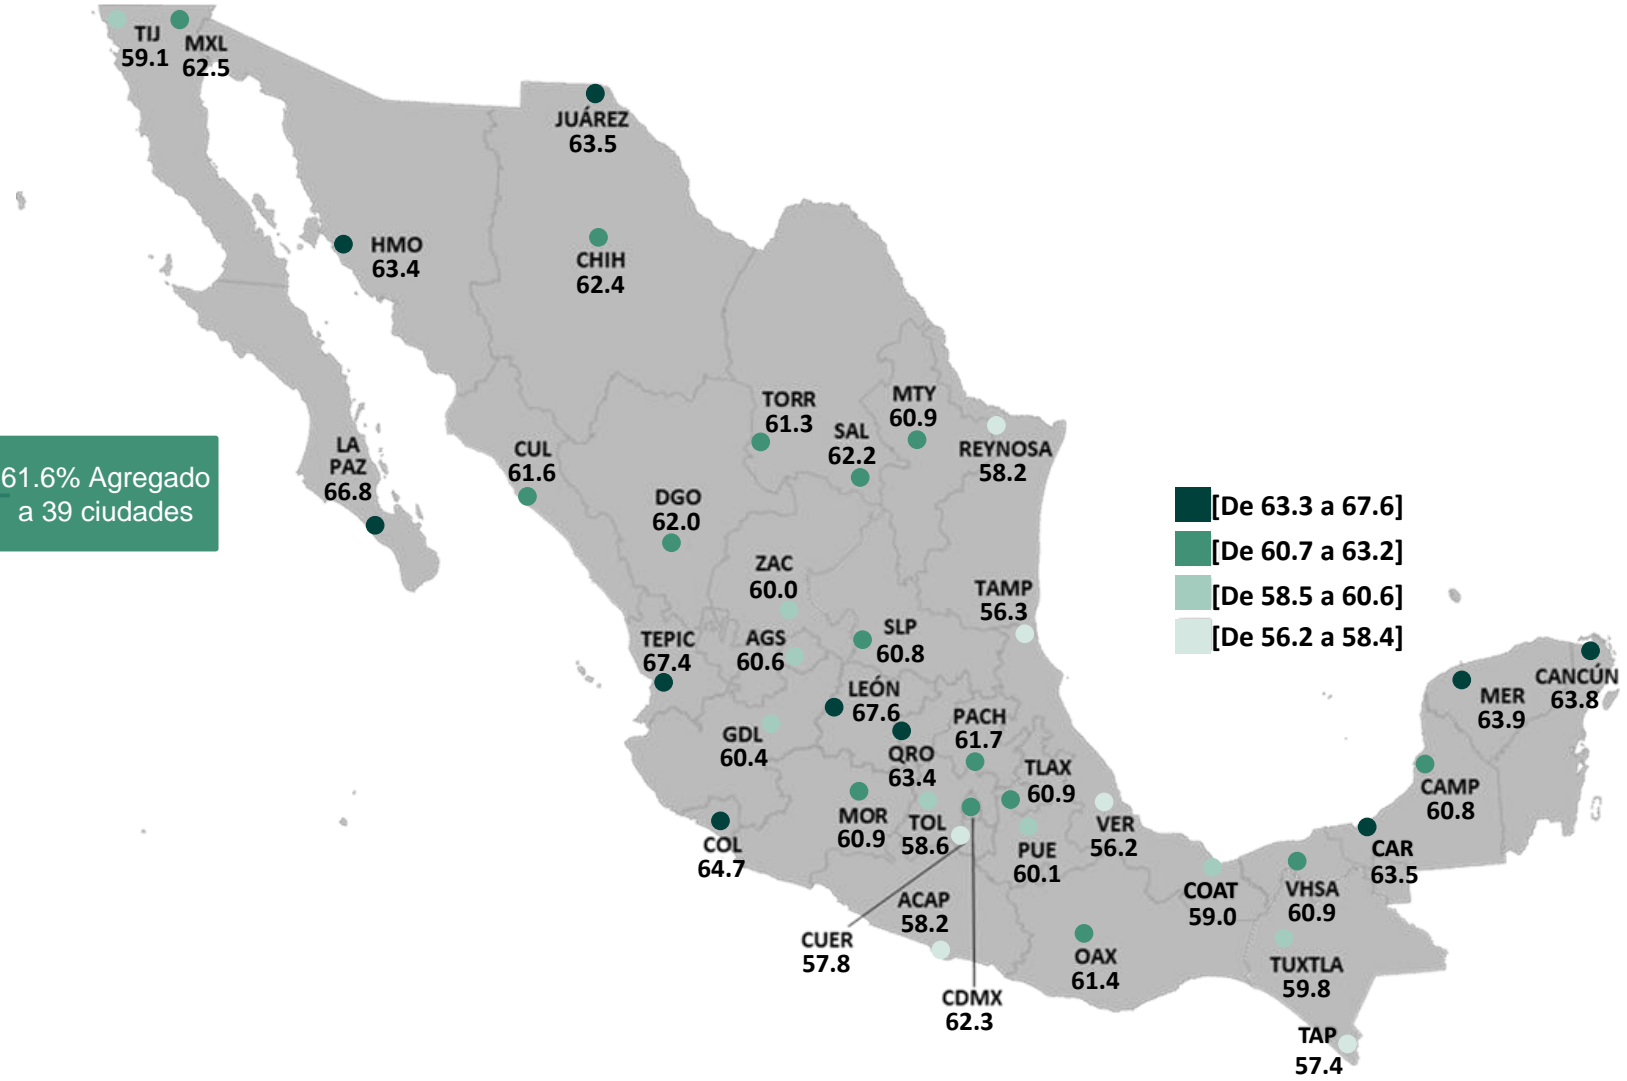 TIJ
59.1
MXL
62.5
JUÁREZ
63.5
HMO
63.4
CHIH
62.4
LA
PAZ
66.8
61.6% Agregado
a 39 ciudades
CUL
61.6
TORR
61.3
SAL
62.2
MTY
60.9
REYNOSA
58.2
DGO
62.0
ZAC
60.0
TAMP
56.3
[De 63.3 a 67.6]
[De 60.7 a 63.2]
[De 58.5 a 60.6]
[De 56.2 a 58.4]
TEPIC
67.4
AGS
60.6
SLP
60.8
LEÓN
67.6
GDL
60.4
QRO
63.4
PACH
61.7
TLAX
60.9
MOR
60.9
TOL
58.6
PUE
60.1
VER
56.2
COL
64.7
CANCÚN
63.8
MER
63.9
CAMP
60.8
CAR
63.5
COAT
59.0
VHSA
60.9
ACAP
58.2
CUER
57.8
OAX
61.4
TUXTLA
59.8
CDMX
62.3
TAP
57.4